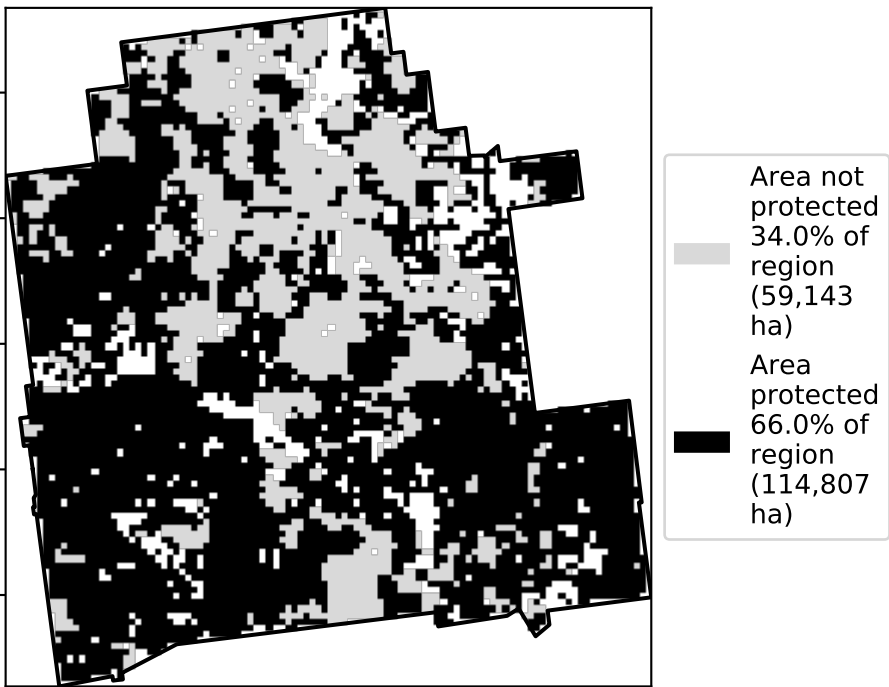 Area not
protected
34.0% of
region
(59,143
ha)
Area
protected
66.0% of
region
(114,807
ha)